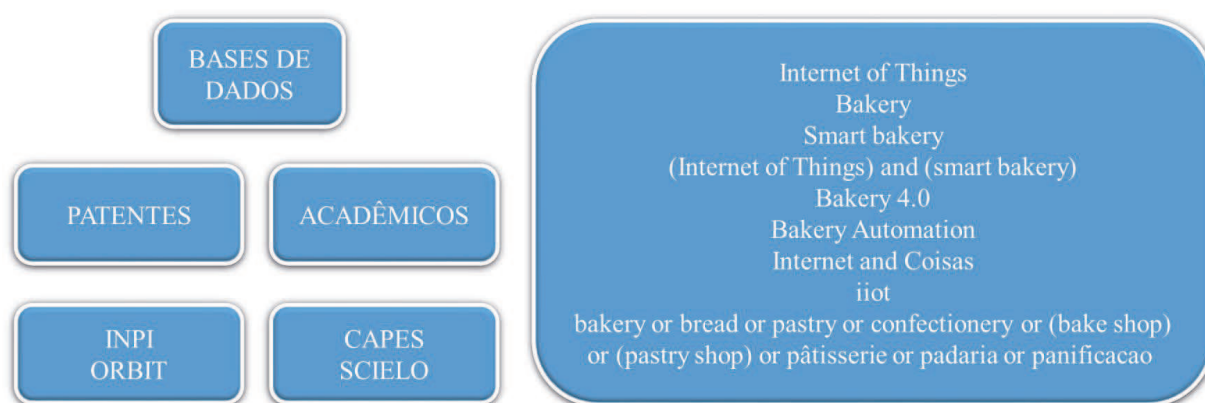 BASES DE
DADOS
PATENTES
ACADÊMICOS
INPI
ORBIT
CAPES
SCIELO
Internet of Things
Bakery
Smart bakery
(Internet of Things) and (smart bakery)
Bakery 4.0
Bakery Automation
Internet and Coisas
iiot
bakery or bread or pastry or confectionery or (bake shop)
or (pastry shop) or pâtisserie or padaria or panificacao